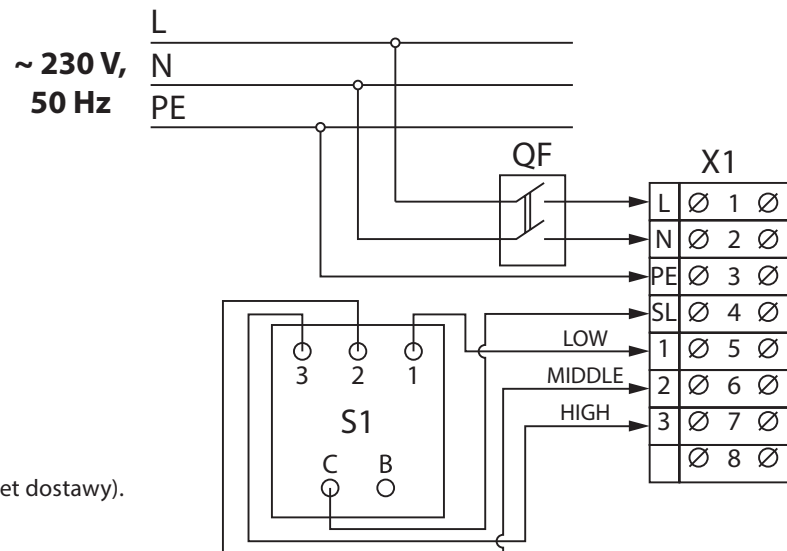 L
~ 230 V, N
50 Hz PE
QF X1
L 1
N 2
PE 3
SL 4
LOW 1 5
MIDDLE 2 6
HIGH 3 7
8
3 2 1
S1
C B
et dostawy).